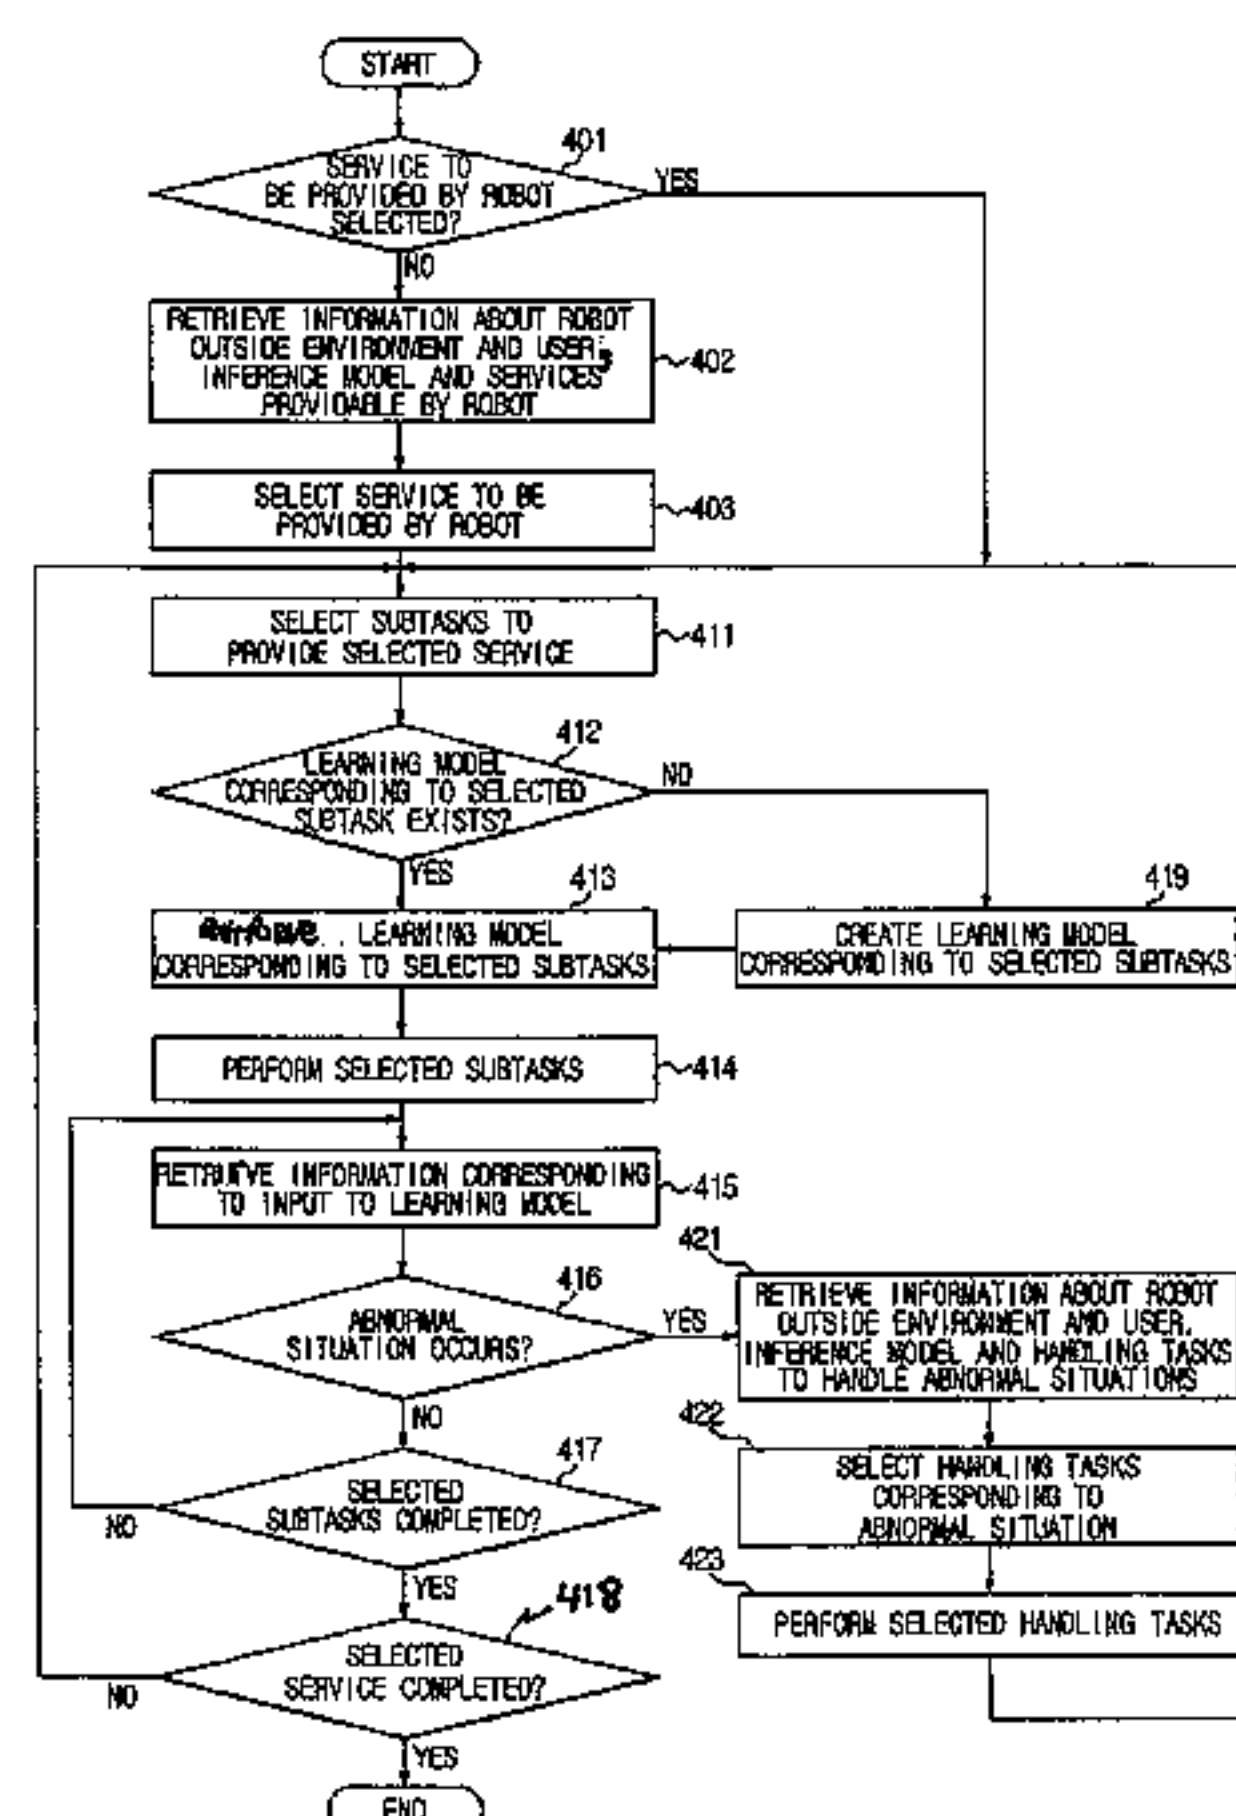 START
401
SERVICE TO
BE PROVIDED BY ROBOT
SELECTED?
YES
NO
RETRIEVE INFORMATION ABOUT ROBOT
OUTSIDE ENVIRONMENT AND USER,
INFERENCE MODEL AND SERVICES
PROVIDABLE BY ROBOT
402
SELECT SERVICE TO BE
PROVIDED BY ROBOT
403
SELECT SUBTASKS TO
PROVIDE SELECTED SERVICE
411
412
LEARNING MODEL
CORRESPONDING TO SELECTED
SUBTASK EXISTS?
NO
YES
413
LEARNING MODEL
CORRESPONDING TO SELECTED SUBTASKS
419
CREATE LEARNING MODEL
CORRESPONDING TO SELECTED SUBTASKS
PERFORM SELECTED SUBTASKS
414
RETRIEVE INFORMATION CORRESPONDING
TO INPUT TO LEARNING MODEL
415
416
ABNORMAL
SITUATION OCCURS?
YES
NO
421
RETRIEVE INFORMATION ABOUT ROBOT
OUTSIDE ENVIRONMENT AND USER,
INFERENCE MODEL AND HANDLING TASKS
TO HANDLE ABNORMAL SITUATIONS
422
SELECT HANDLING TASKS
CORRESPONDING TO
ABNORMAL SITUATION
417
SELECTED
SUBTASKS COMPLETED?
NO
YES
423
PERFORM SELECTED HANDLING TASKS
418
SELECTED
SERVICE COMPLETED?
NO
YES
END